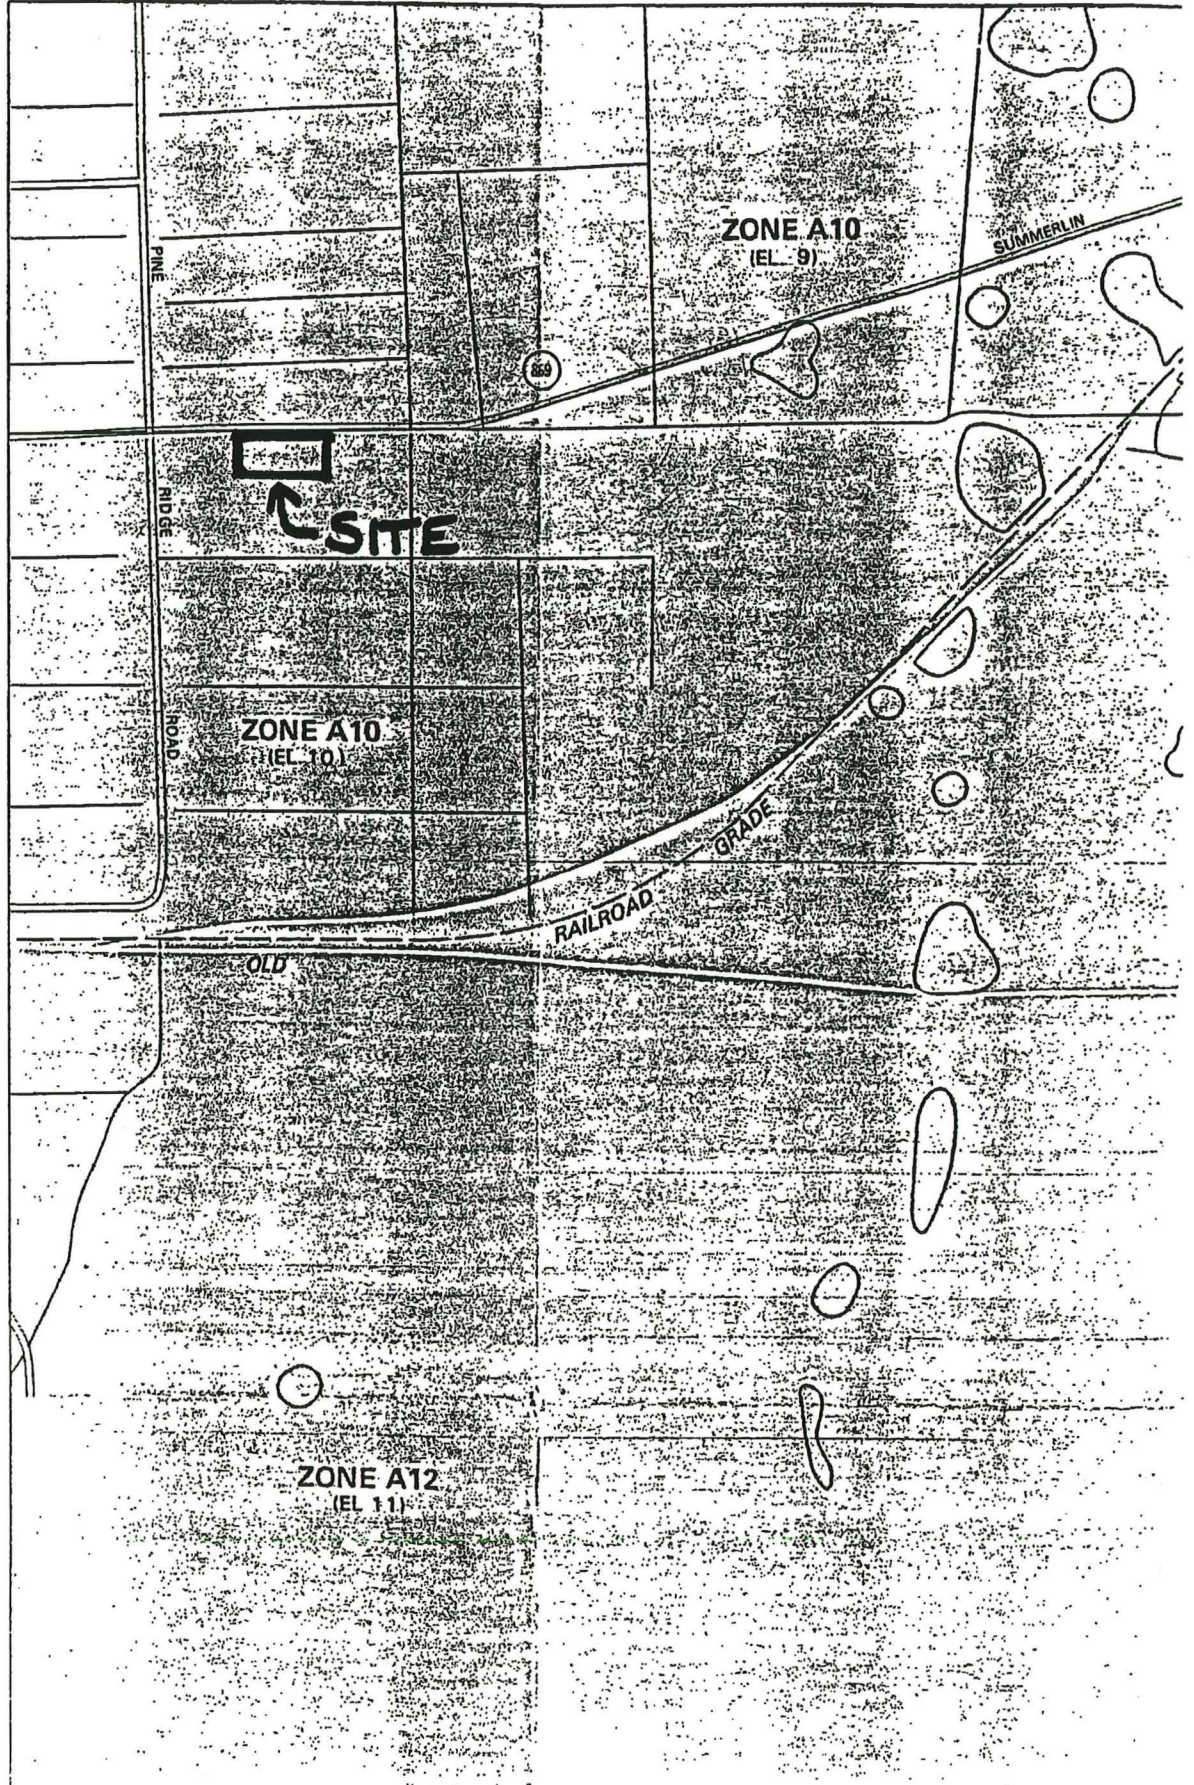 ZONE A10
(EL 9)
SUMMERLIN
PINE
869
RIDGE
SITE
ROAD
ZONE A10
(EL 10)
GRADE
RAILROAD
OLD
ZONE A12
(EL 11)